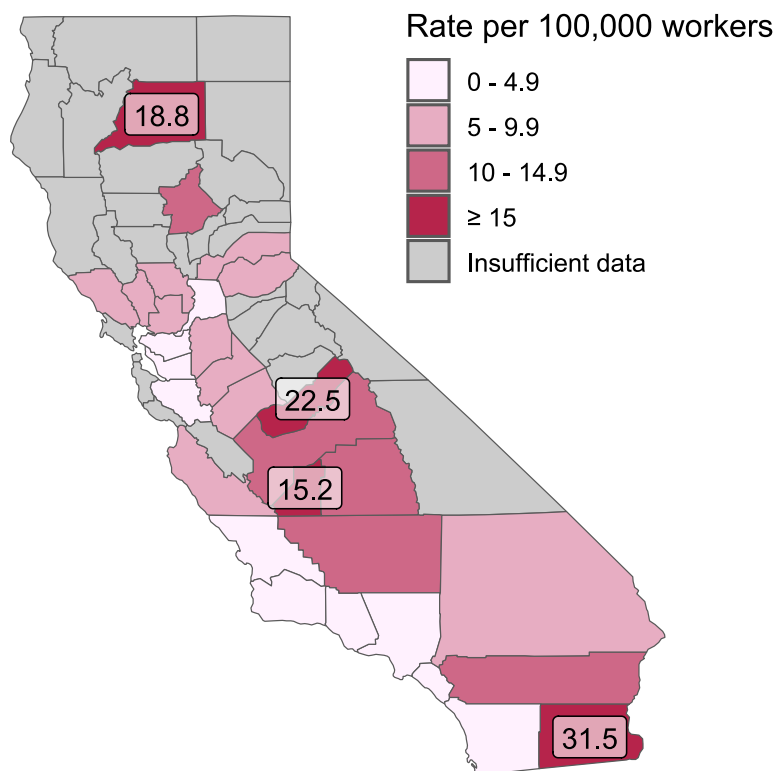 Rate per 100,000 workers
0 - 4.9
5 - 9.9
10 - 14.9
≥ 15
Insufficient data
18.8
22.5
15.2
31.5